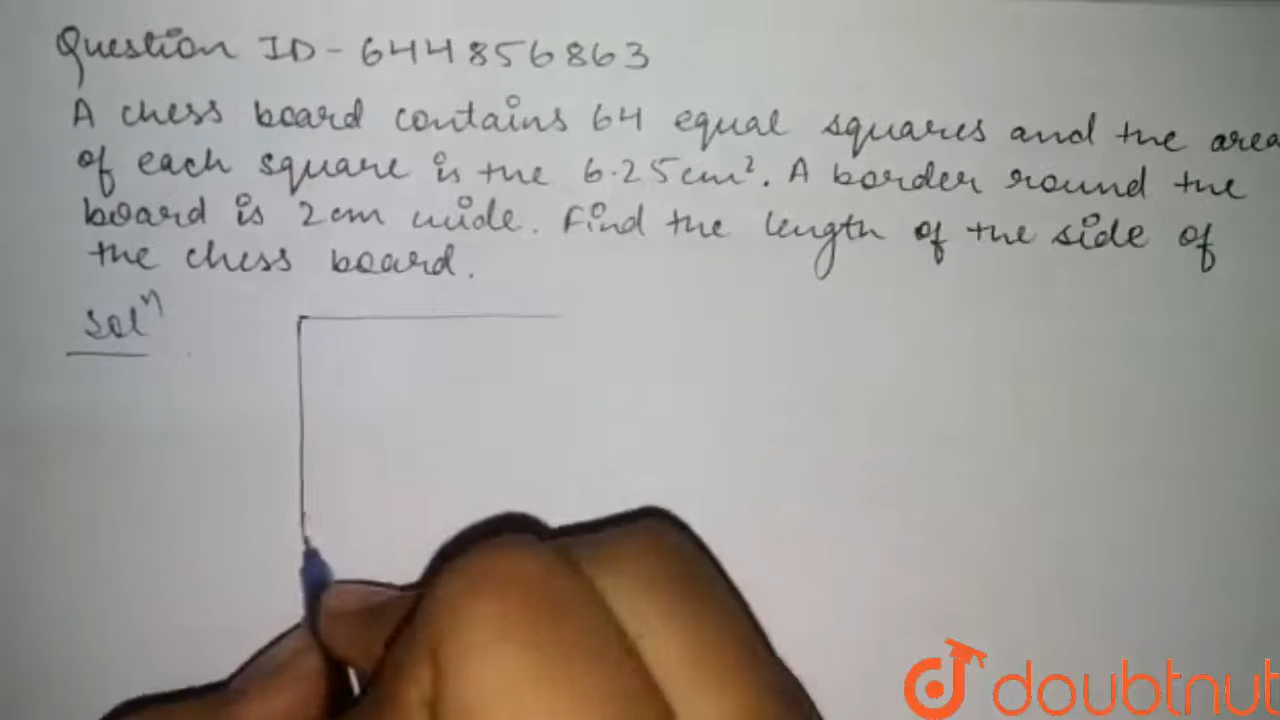 Question ID - 644856863
A chess board contains 64 equal squares and the area
of each square is the 6.25cm². A border round the
board is 2cm wide. Find the length of the side of
the chess board.
Solⁿ
doubtnut